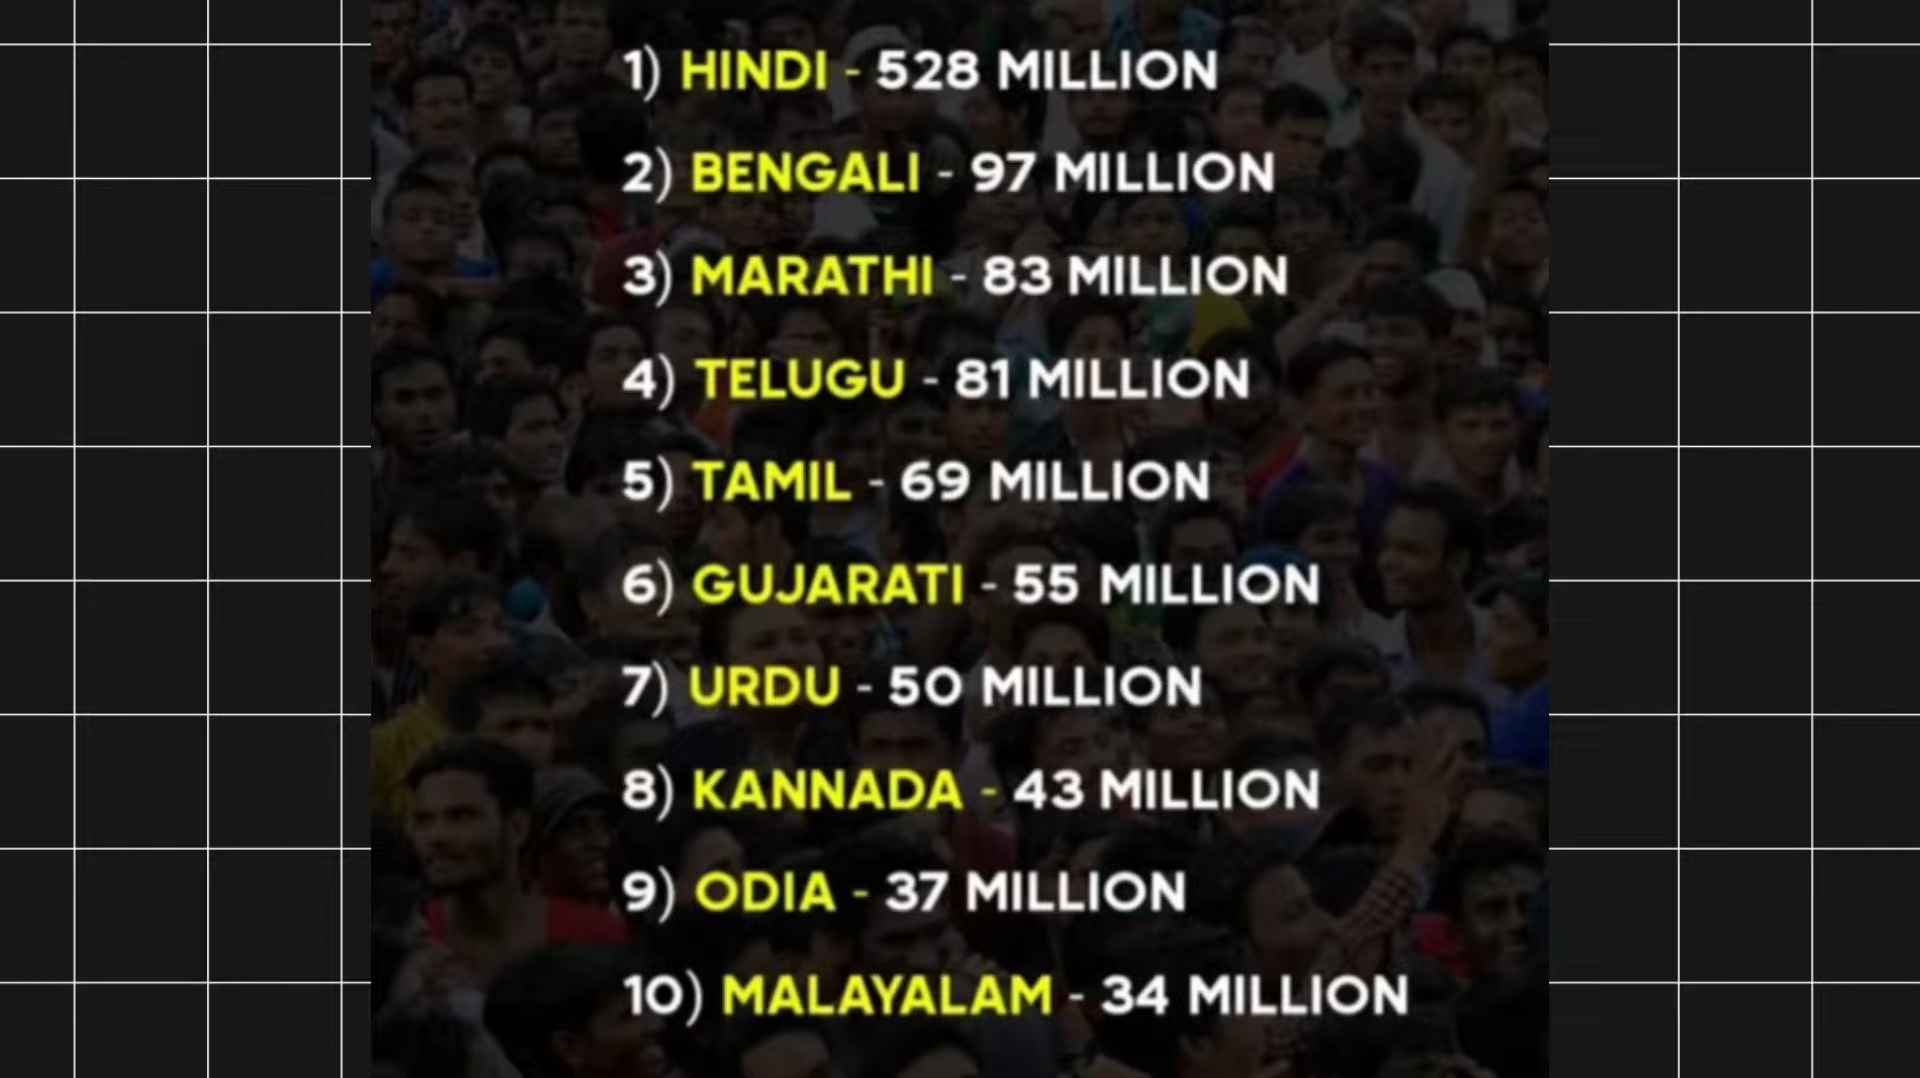 1) HINDI - 528 MILLION
2) BENGALI - 97 MILLION
3) MARATHI - 83 MILLION
4) TELUGU - 81 MILLION
5) TAMIL - 69 MILLION
6) GUJARATI - 55 MILLION
7) URDU - 50 MILLION
8) KANNADA - 43 MILLION
9) ODIA - 37 MILLION
10) MALAYALAM - 34 MILLION